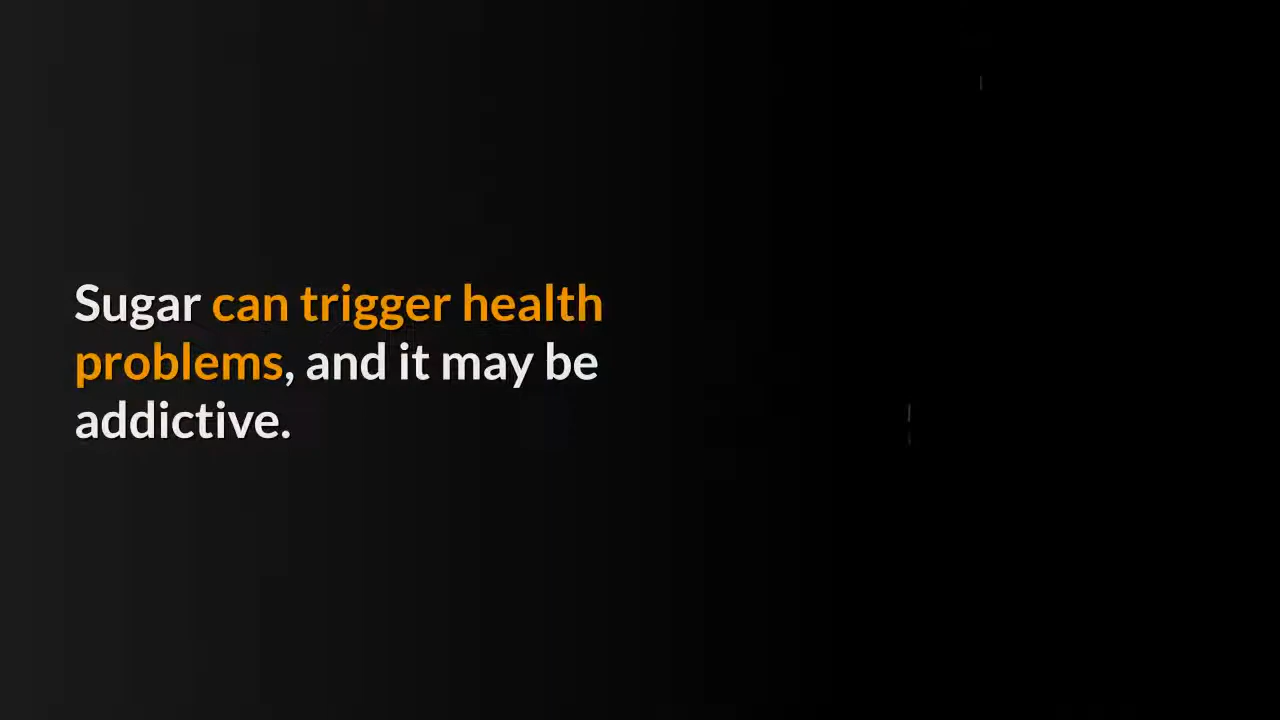 Sugar can trigger health
problems, and it may be
addictive.